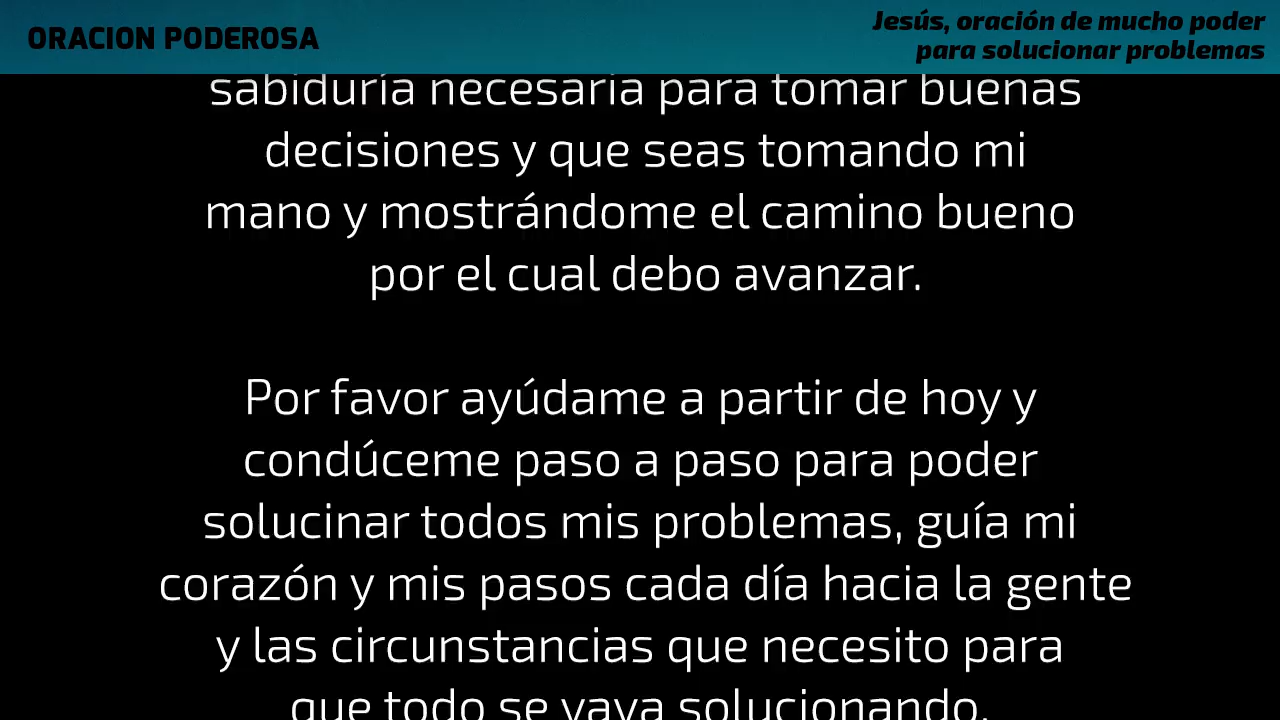 ORACION PODEROSA
Jesús, oración de mucho poder
para solucionar problemas
sabiduría necesaria para tomar buenas
decisiones y que seas tomando mi
mano y mostrándome el camino bueno
por el cual debo avanzar.
Por favor ayúdame a partir de hoy y
condúceme paso a paso para poder
solucinar todos mis problemas, guía mi
corazón y mis pasos cada día hacia la gente
y las circunstancias que necesito para
que todo se vaya solucionando.